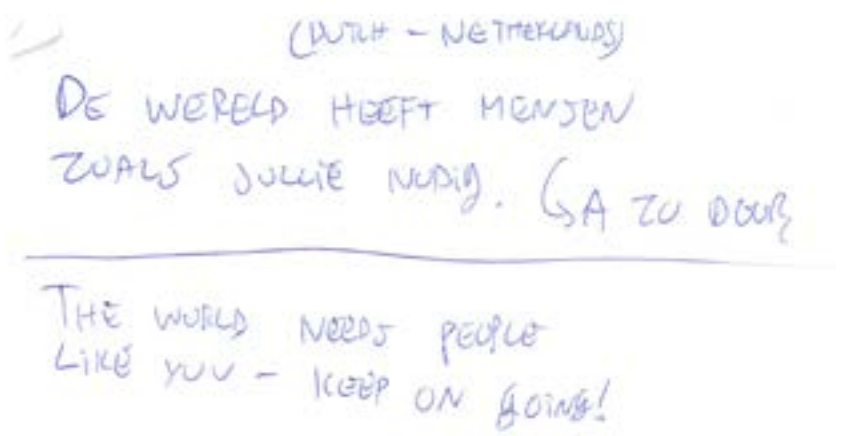 (DUTCH - NETHERLANDS)
DE WERELD HEEFT MENSEN
ZOALS JULLIE NODIG. GA ZO DOOR
THE WORLD NEEDS PEOPLE
LIKE YOU - KEEP ON GOING!